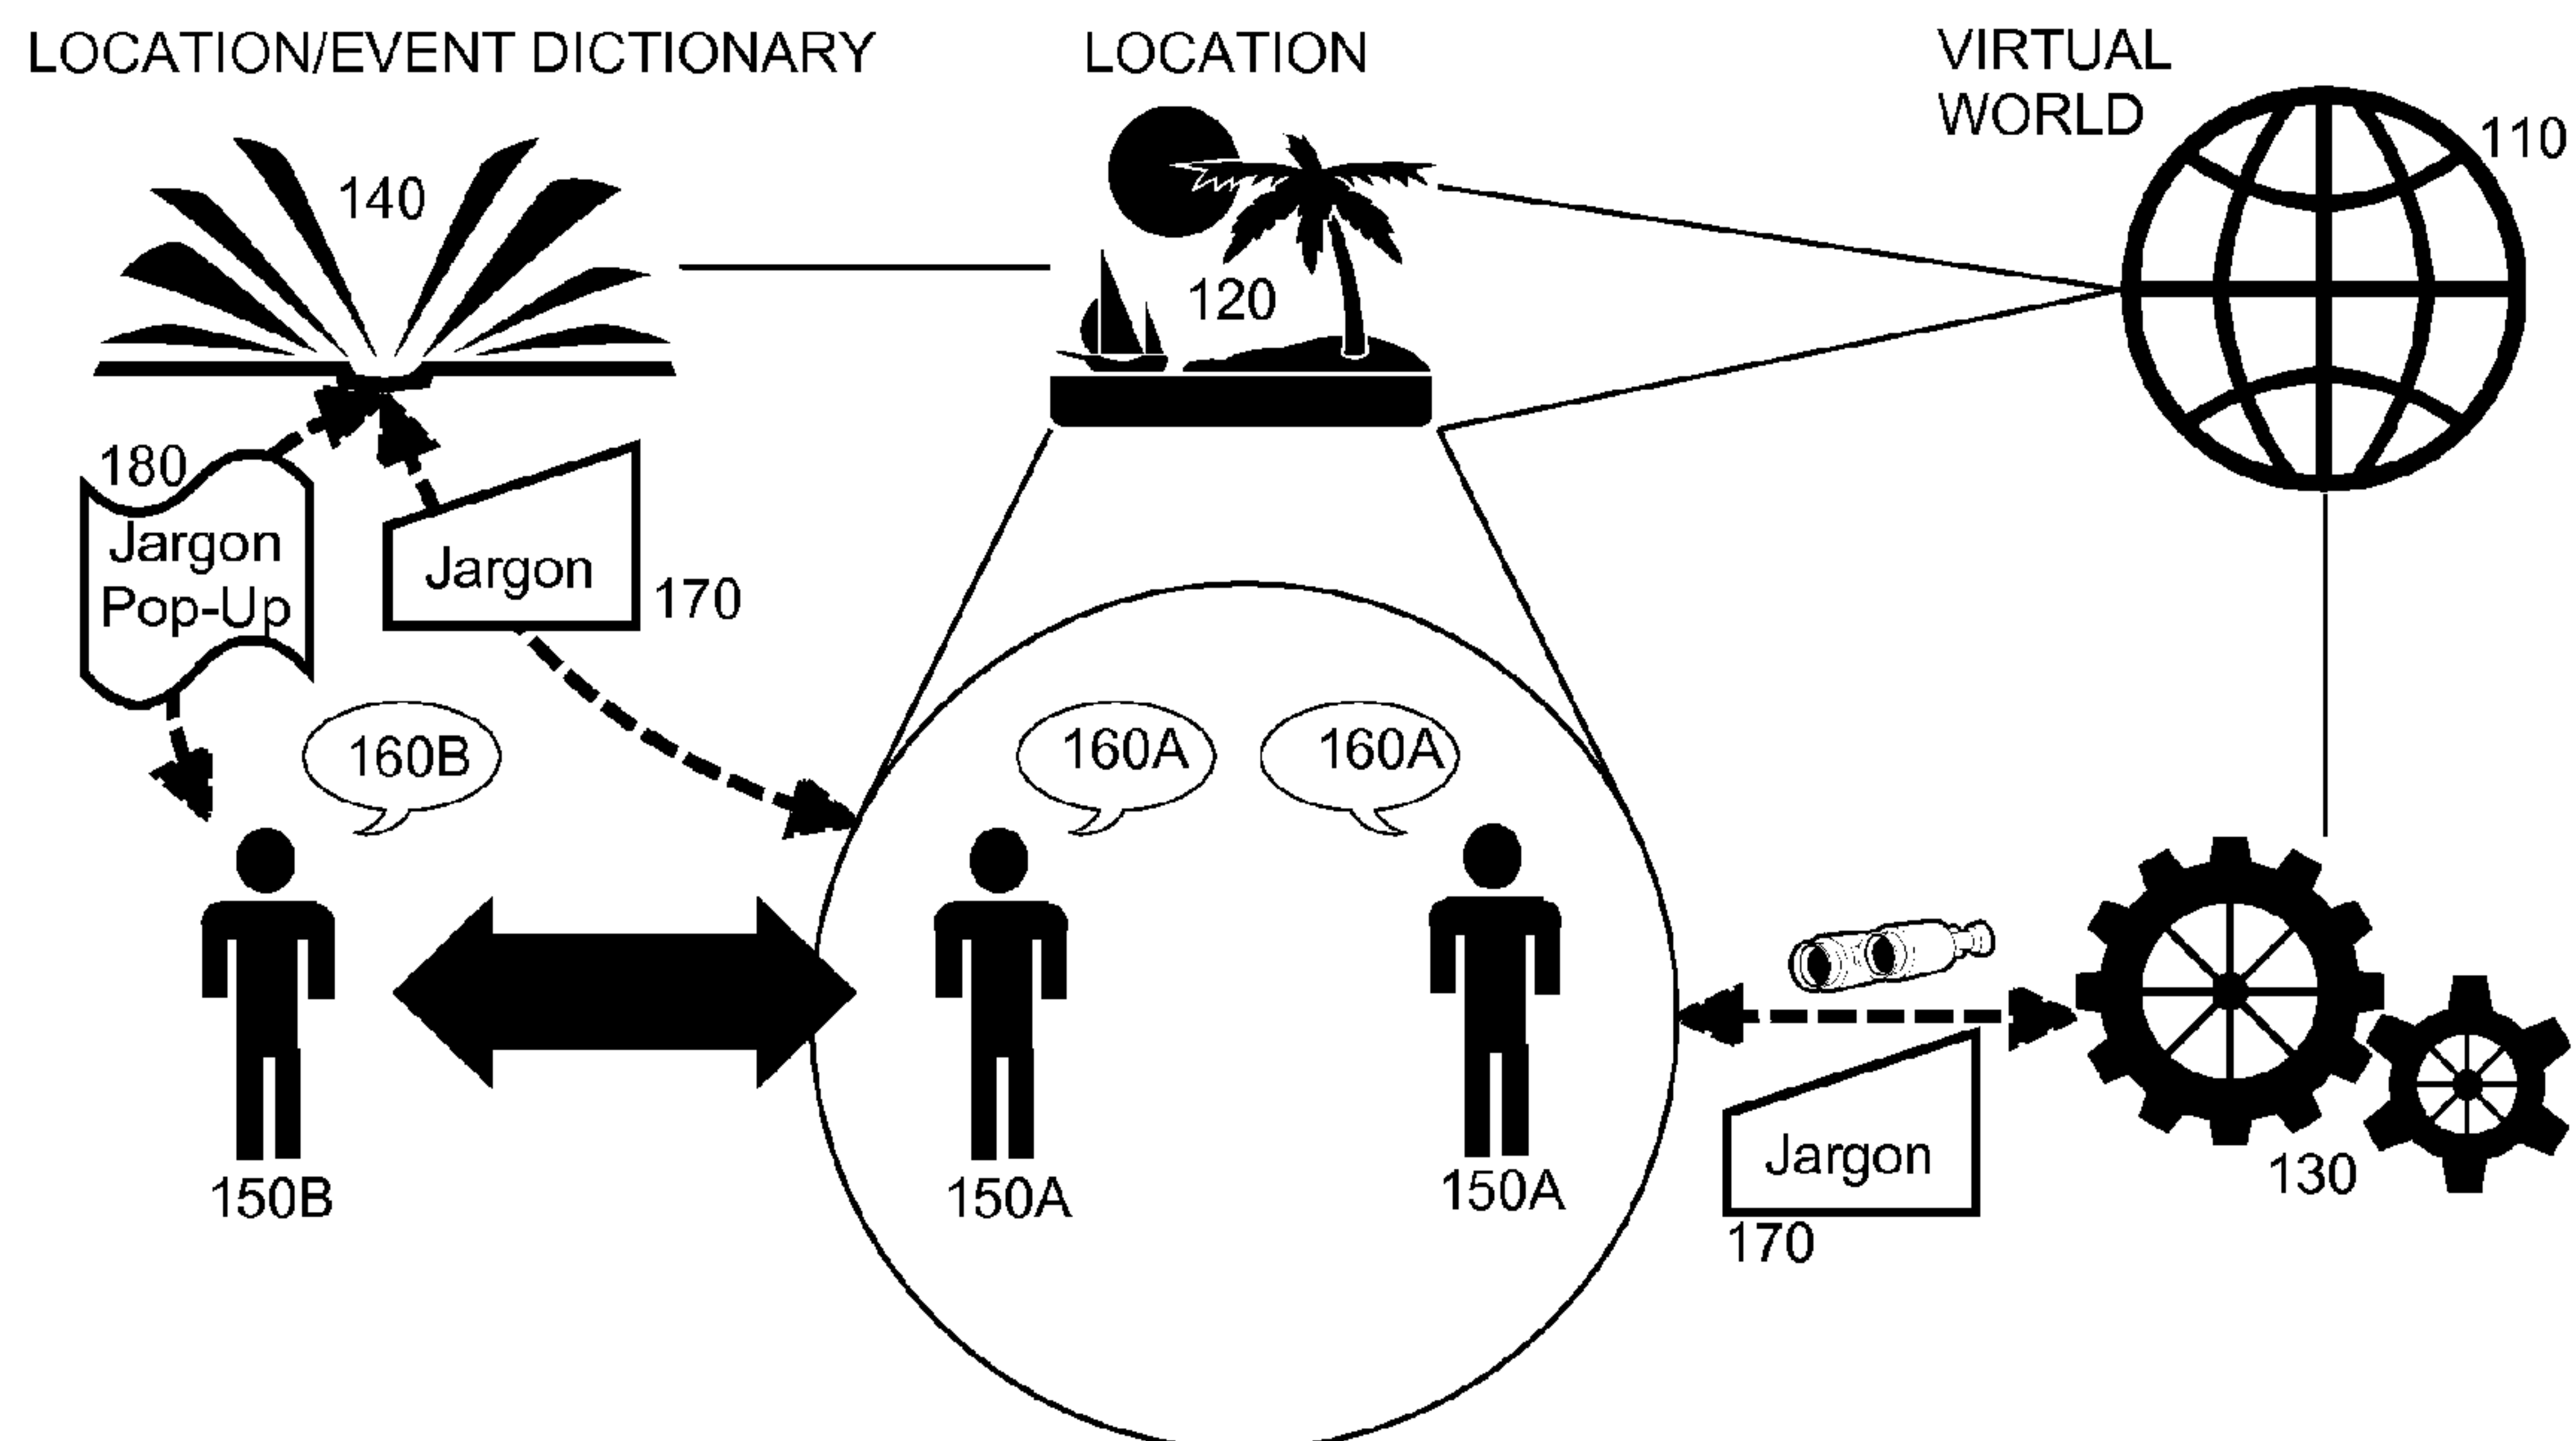 LOCATION/EVENT DICTIONARY
LOCATION
VIRTUAL
WORLD
110
140
120
180
Jargon
Pop-Up
Jargon
170
160B
160A
160A
150B
150A
150A
Jargon
170
130